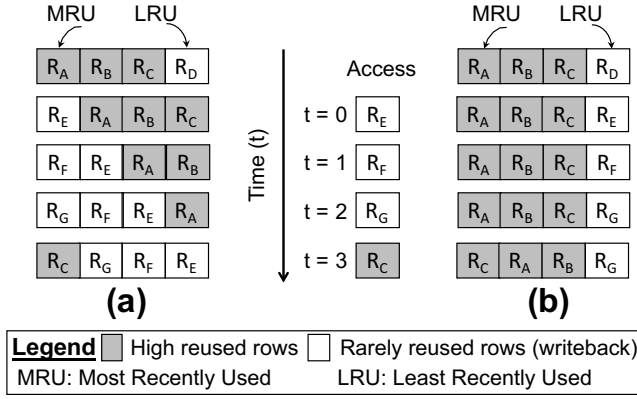 MRU LRU MRU LRU
R_A R_B R_C R_D Access R_A R_B R_C R_D
R_E R_A R_B R_C t = 0 R_E R_A R_B R_C R_E
R_F R_E R_A R_B t = 1 R_F R_A R_B R_C R_F
R_G R_F R_E R_A t = 2 R_G R_A R_B R_C R_G
R_C R_G R_F R_E t = 3 R_C R_C R_A R_B R_G
Time (t)
(a) (b)
Legend High reused rows Rarely reused rows (writeback)
MRU: Most Recently Used LRU: Least Recently Used